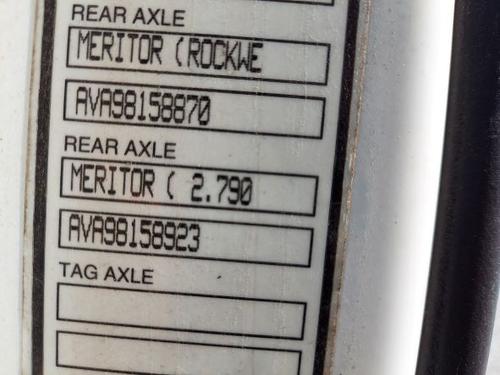 REAR AXLE
MERITOR (ROCKWE
AVA98158870
REAR AXLE
MERITOR ( 2.790
AVA98158923
TAG AXLE